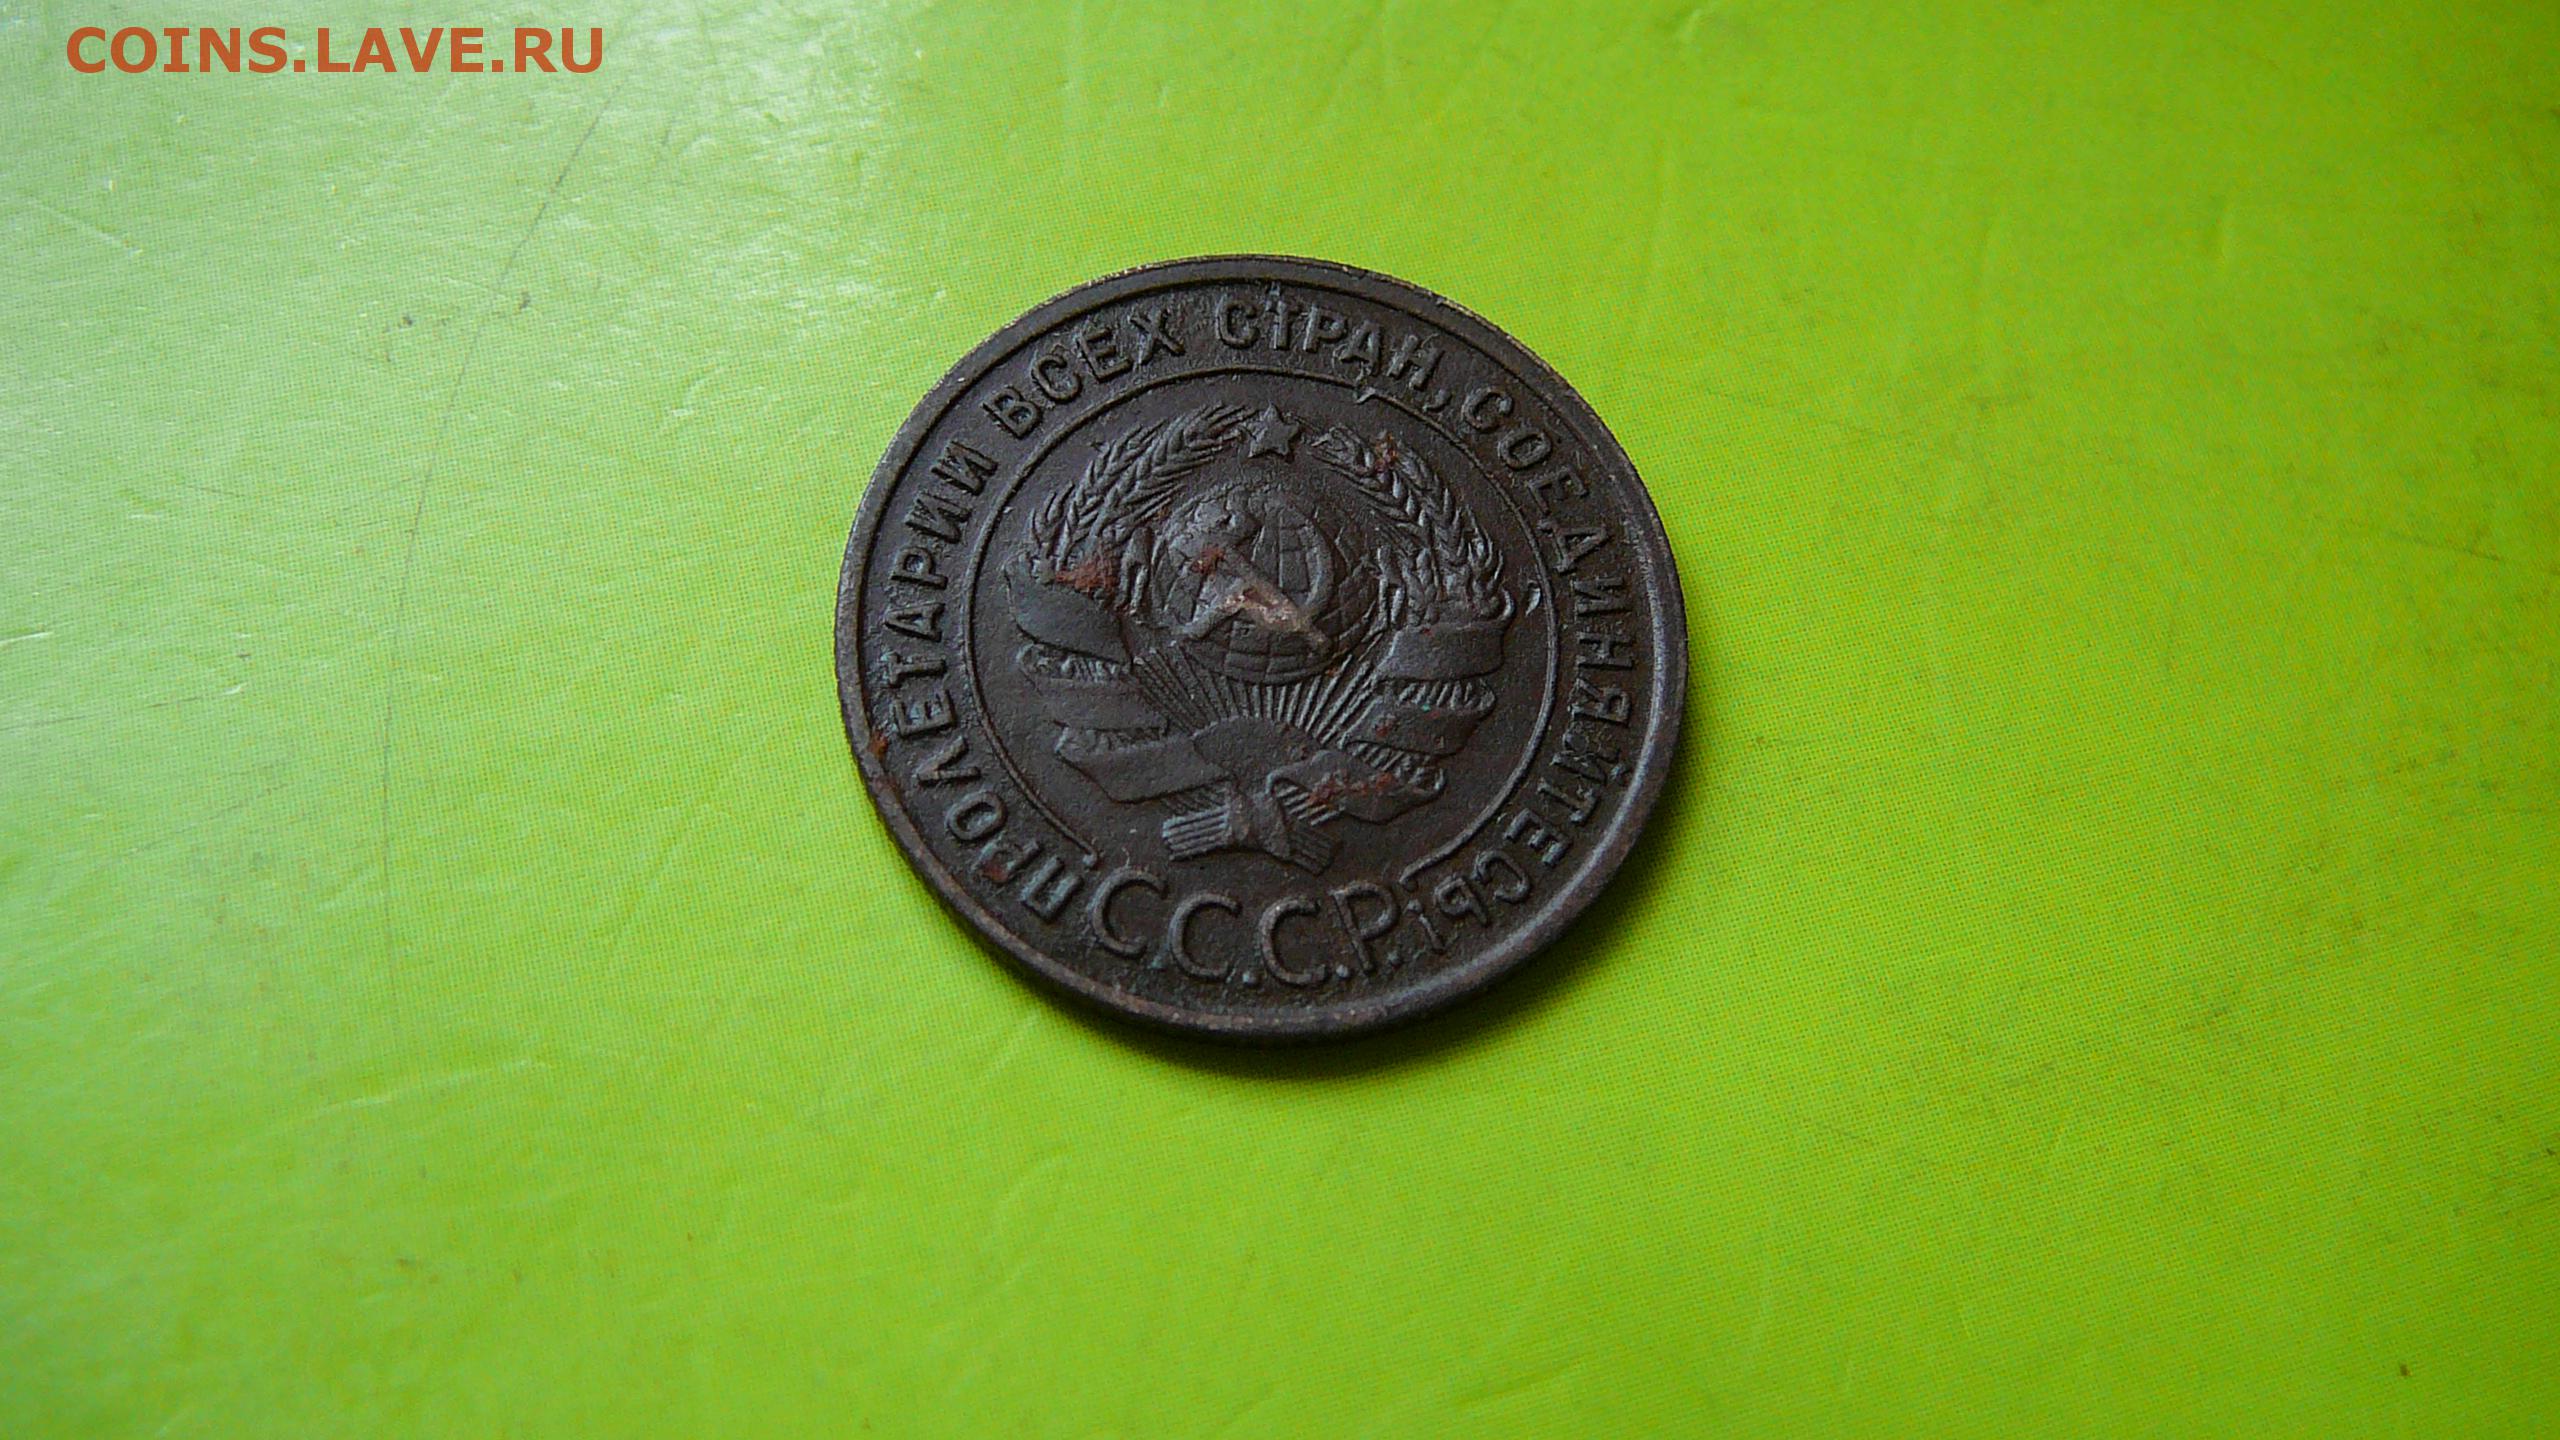 COINS.LAVE.RU
ПРОЛЕТАРИИ ВСЕХ СТРАН, СОЕДИНЯЙТЕСЬ!
С.С.С.Р.